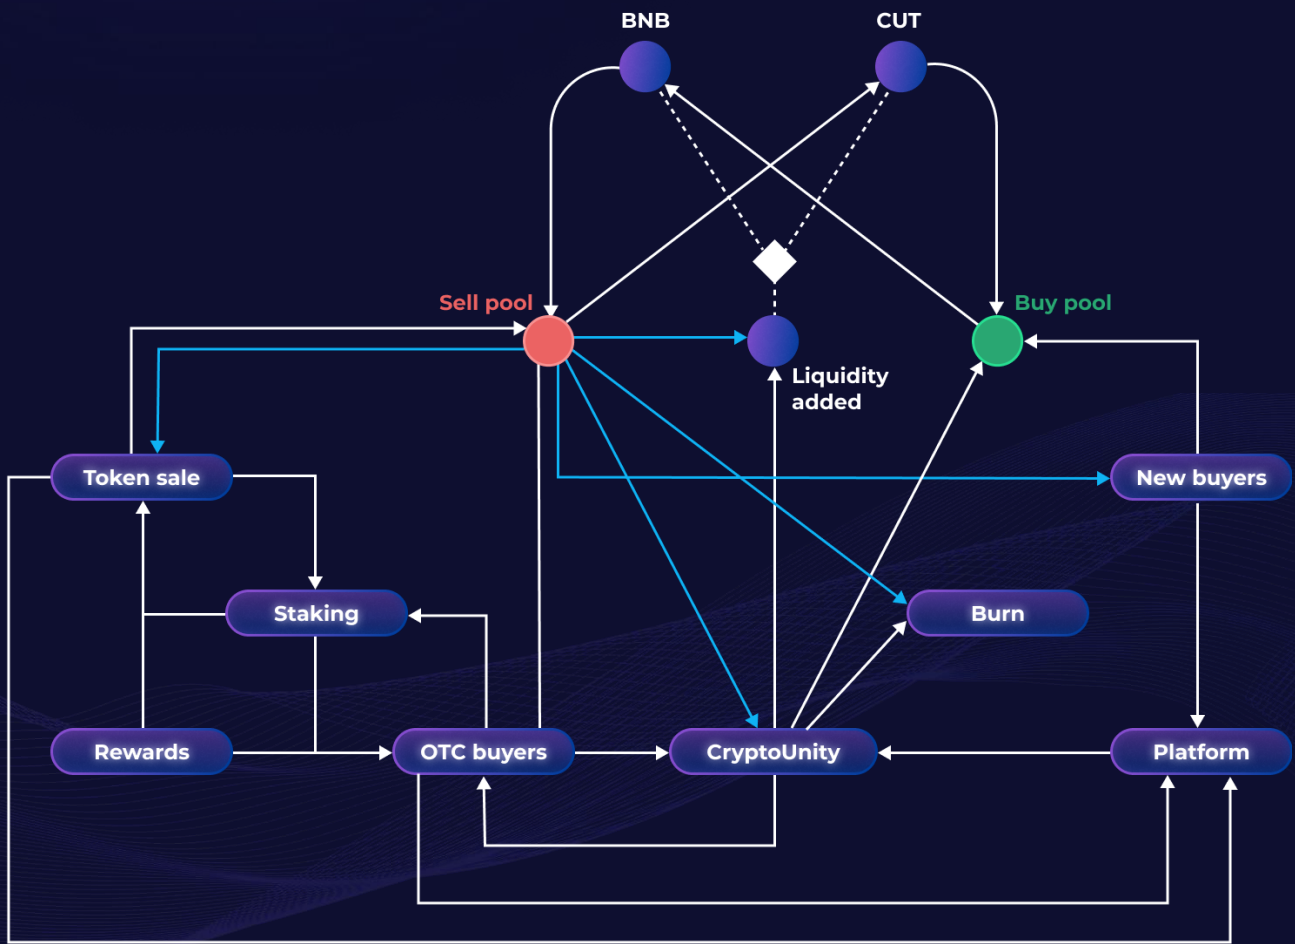 BNB
CUT
Sell pool
Buy pool
Liquidity
added
Token sale
New buyers
Staking
Burn
Rewards
OTC buyers
CryptoUnity
Platform